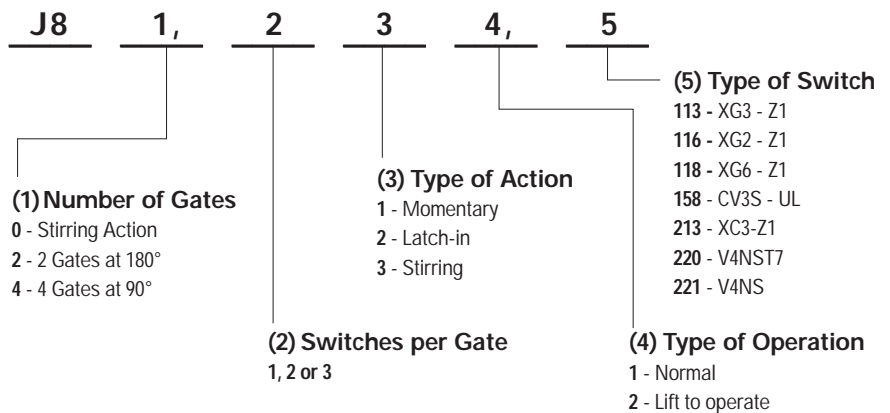 J8 1, 2 3 4, 5
(1) Number of Gates
0 - Stirring Action
2 - 2 Gates at 180°
4 - 4 Gates at 90°
(2) Switches per Gate
1, 2 or 3
(3) Type of Action
1 - Momentary
2 - Latch-in
3 - Stirring
(4) Type of Operation
1 - Normal
2 - Lift to operate
(5) Type of Switch
113 - XG3 - Z1
116 - XG2 - Z1
118 - XG6 - Z1
158 - CV3S - UL
213 - XC3-Z1
220 - V4NST7
221 - V4NS